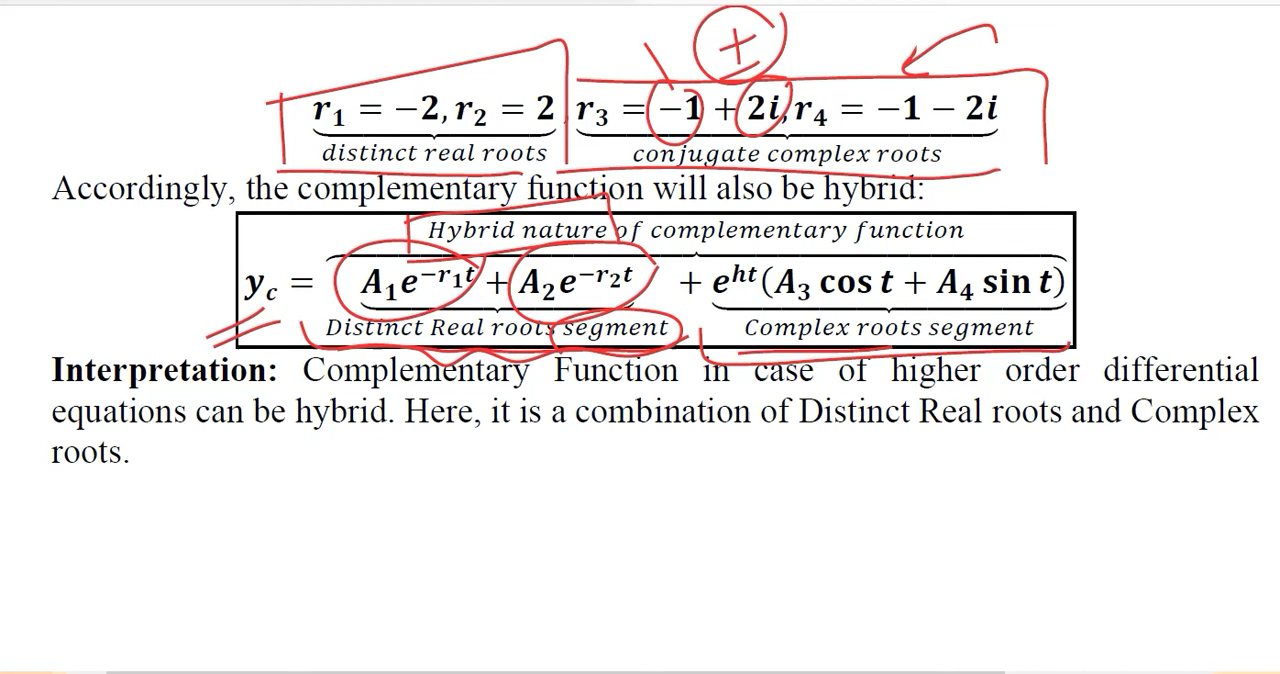 ±
r₁ = −2, r₂ = 2, r₃ = −1 + 2i, r₄ = −1 − 2i
distinct real roots conjugate complex roots
Accordingly, the complementary function will also be hybrid:
Hybrid nature of complementary function
y_c = A₁e^{−r₁t} + A₂e^{−r₂t} + e^{ht}(A₃ cos t + A₄ sin t)
Distinct Real roots segment Complex roots segment
Interpretation: Complementary Function in case of higher order differential
equations can be hybrid. Here, it is a combination of Distinct Real roots and Complex
roots.